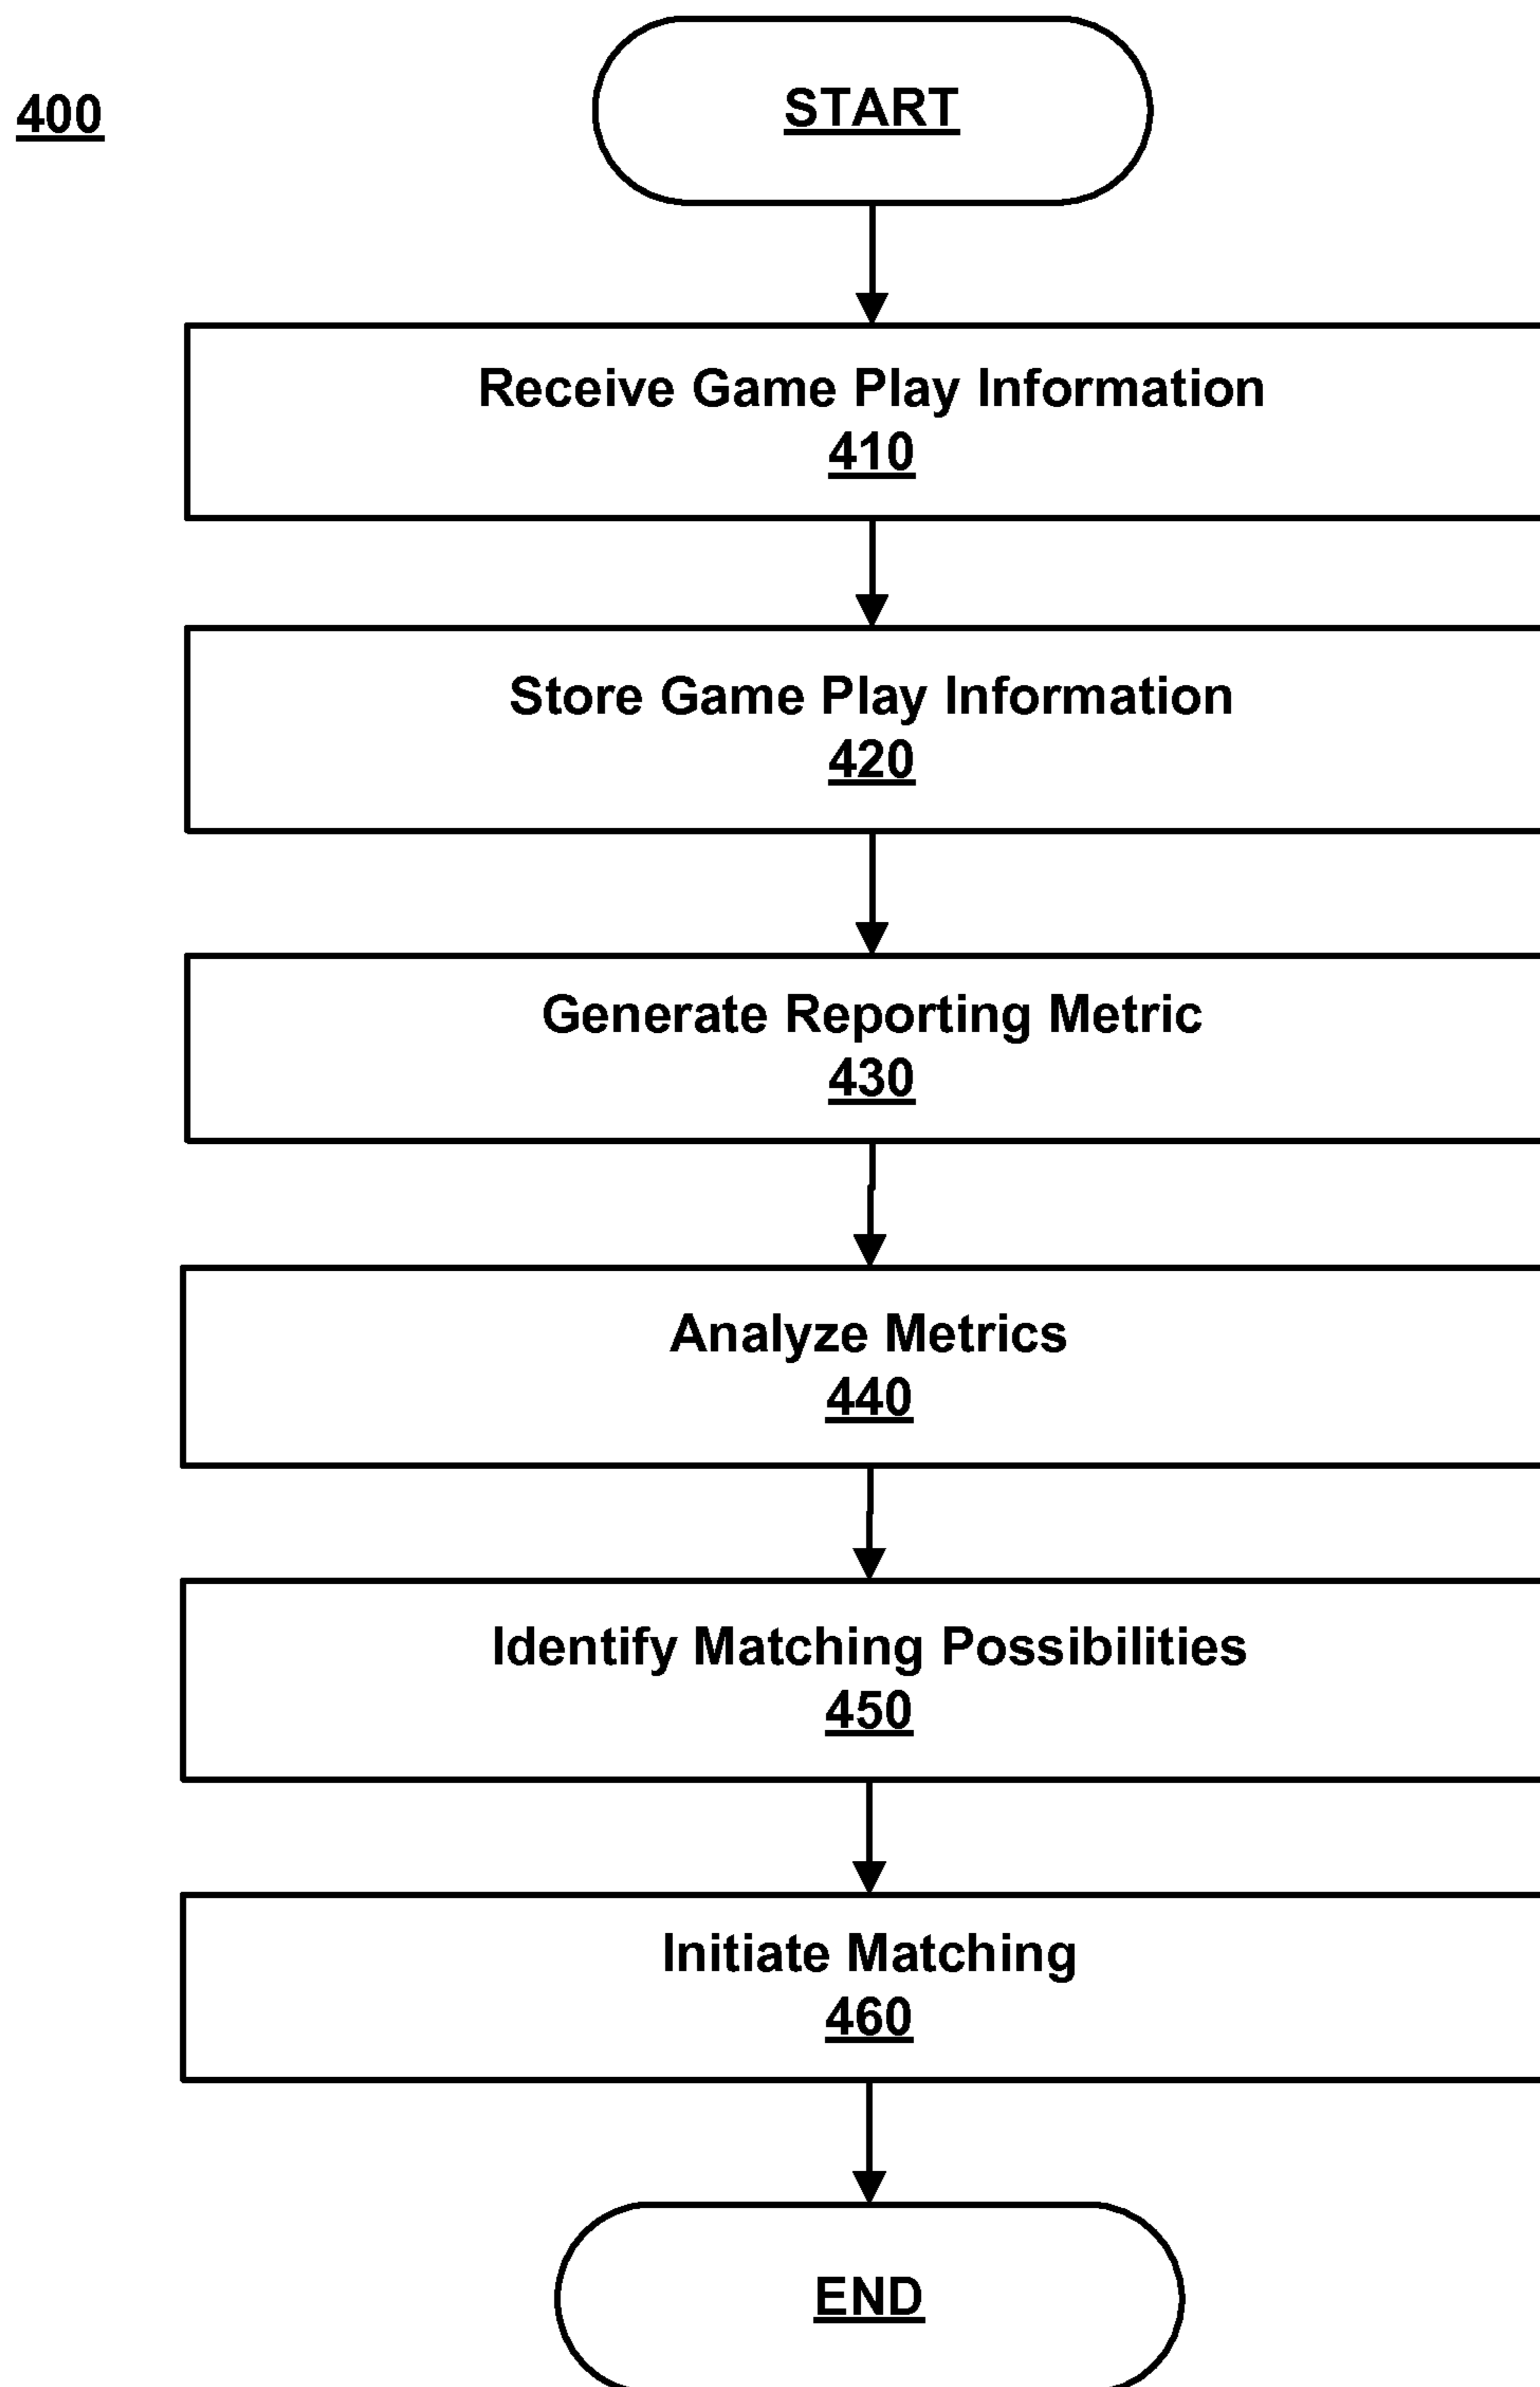 400
START
Receive Game Play Information
410
Store Game Play Information
420
Generate Reporting Metric
430
Analyze Metrics
440
Identify Matching Possibilities
450
Initiate Matching
460
END